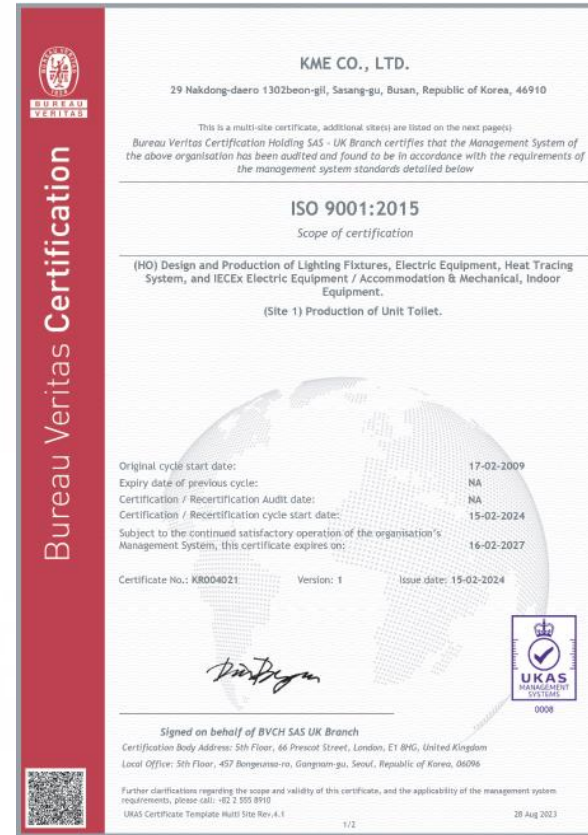 BUREAU
VERITAS
Bureau Veritas Certification
KME CO., LTD.
29 Nakdong-daero 1302beon-gil, Sasang-gu, Busan, Republic of Korea, 46910
This is a multi-site certificate, additional site(s) are listed on the next page(s)
Bureau Veritas Certification Holding SAS - UK Branch certifies that the Management System of
the above organisation has been audited and found to be in accordance with the requirements of
the management system standards detailed below
ISO 9001:2015
Scope of certification
(HO) Design and Production of Lighting Fixtures, Electric Equipment, Heat Tracing
System, and IECEx Electric Equipment / Accommodation & Mechanical, Indoor
Equipment.
(Site 1) Production of Unit Toilet.
Original cycle start date: 17-02-2009
Expiry date of previous cycle: NA
Certification / Recertification Audit date: NA
Certification / Recertification cycle start date: 15-02-2024
Subject to the continued satisfactory operation of the organisation's
Management System, this certificate expires on: 16-02-2027
Certificate No.: KR004021 Version: 1 Issue date: 15-02-2024
UKAS
MANAGEMENT
SYSTEMS
0008
Signed on behalf of BVCH SAS UK Branch
Certification Body Address: 5th Floor, 66 Prescot Street, London, E1 8HG, United Kingdom
Local Office: 5th Floor, 457 Bongeunsa-ro, Gangnam-gu, Seoul, Republic of Korea, 06096
Further clarifications regarding the scope and validity of this certificate, and the applicability of the management system
requirements, please call: +82 2 555 8910
UKAS Certificate Template Multi Site Rev.4.1 1/2 28 Aug 2023